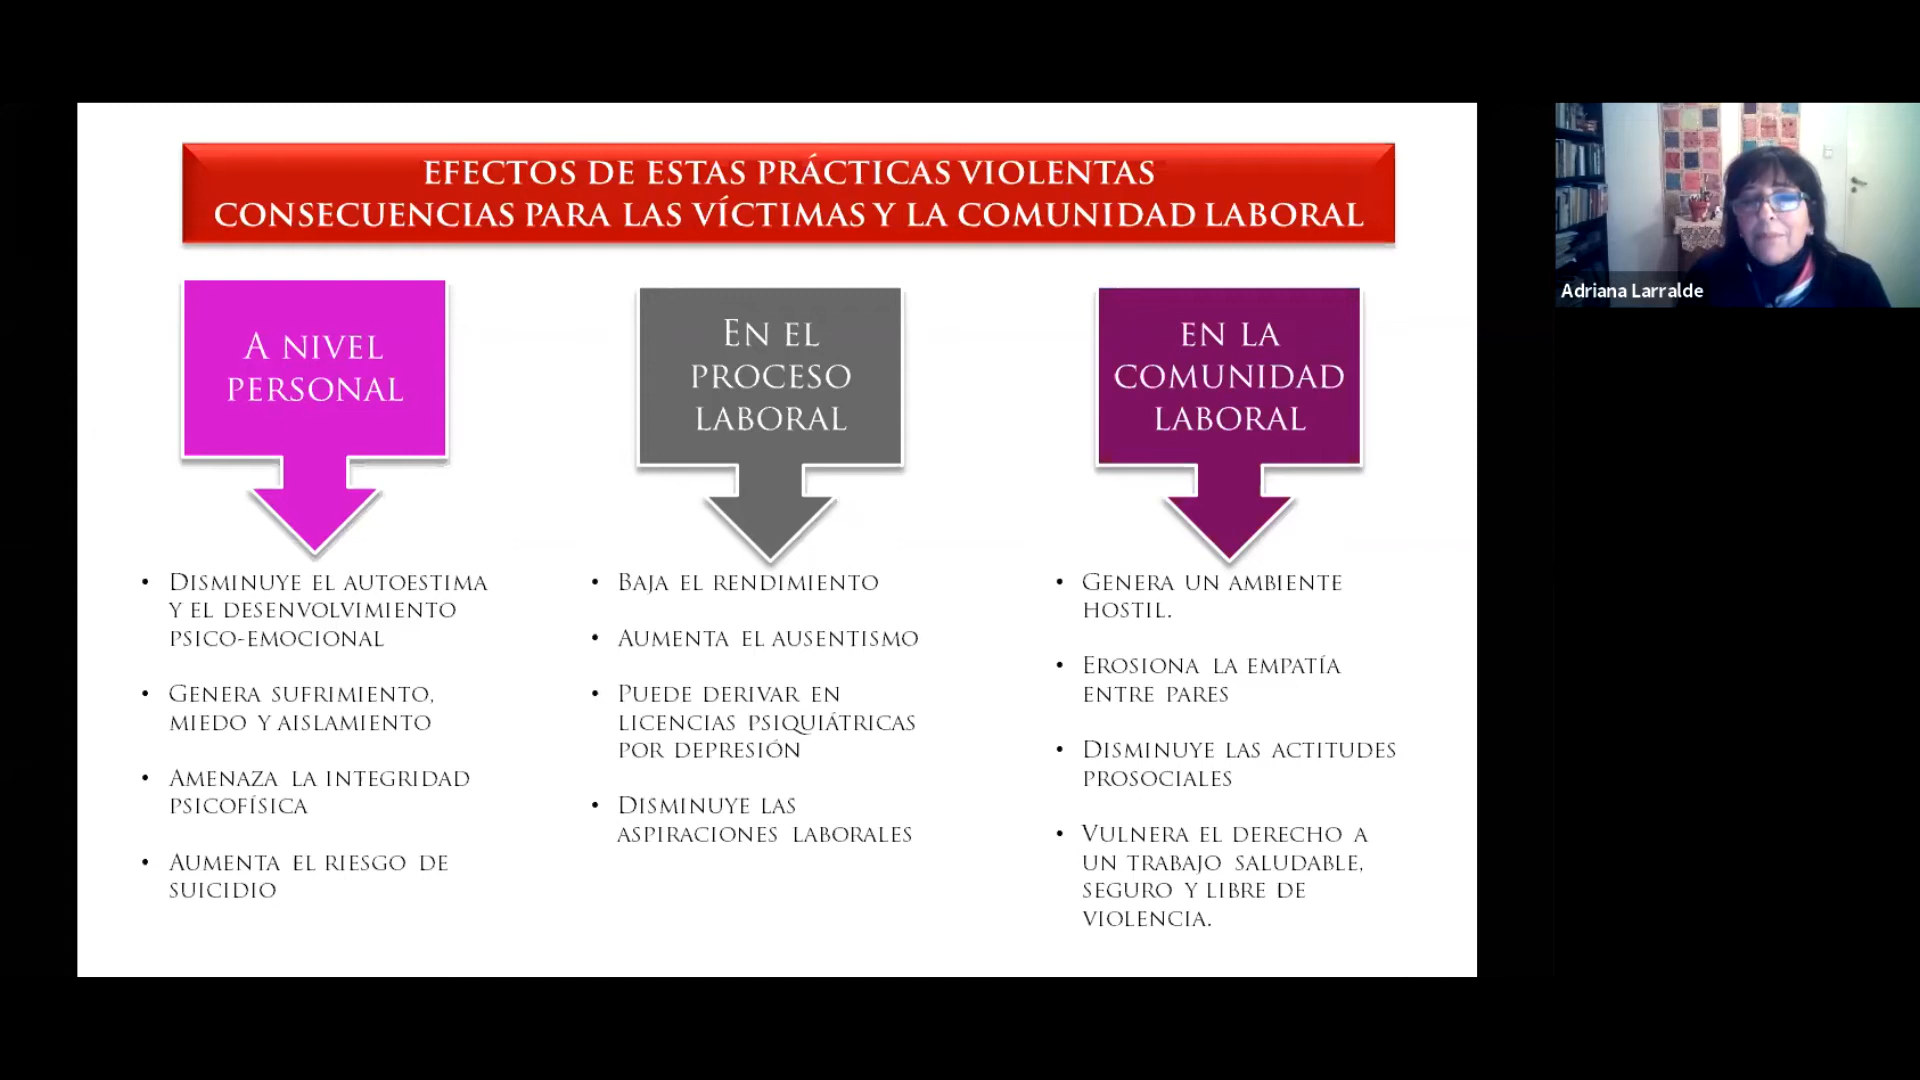 EFECTOS DE ESTAS PRÁCTICAS VIOLENTAS
CONSECUENCIAS PARA LAS VÍCTIMAS Y LA COMUNIDAD LABORAL
A NIVEL
PERSONAL
• DISMINUYE EL AUTOESTIMA
Y EL DESENVOLVIMIENTO
PSICO-EMOCIONAL
• GENERA SUFRIMIENTO,
MIEDO Y AISLAMIENTO
• AMENAZA LA INTEGRIDAD
PSICOFÍSICA
• AUMENTA EL RIESGO DE
SUICIDIO
EN EL
PROCESO
LABORAL
• BAJA EL RENDIMIENTO
• AUMENTA EL AUSENTISMO
• PUEDE DERIVAR EN
LICENCIAS PSIQUIÁTRICAS
POR DEPRESIÓN
• DISMINUYE LAS
ASPIRACIONES LABORALES
EN LA
COMUNIDAD
LABORAL
• GENERA UN AMBIENTE
HOSTIL.
• EROSIONA LA EMPATÍA
ENTRE PARES
• DISMINUYE LAS ACTITUDES
PROSOCIALES
• VULNERA EL DERECHO A
UN TRABAJO SALUDABLE,
SEGURO Y LIBRE DE
VIOLENCIA.
Adriana Larralde